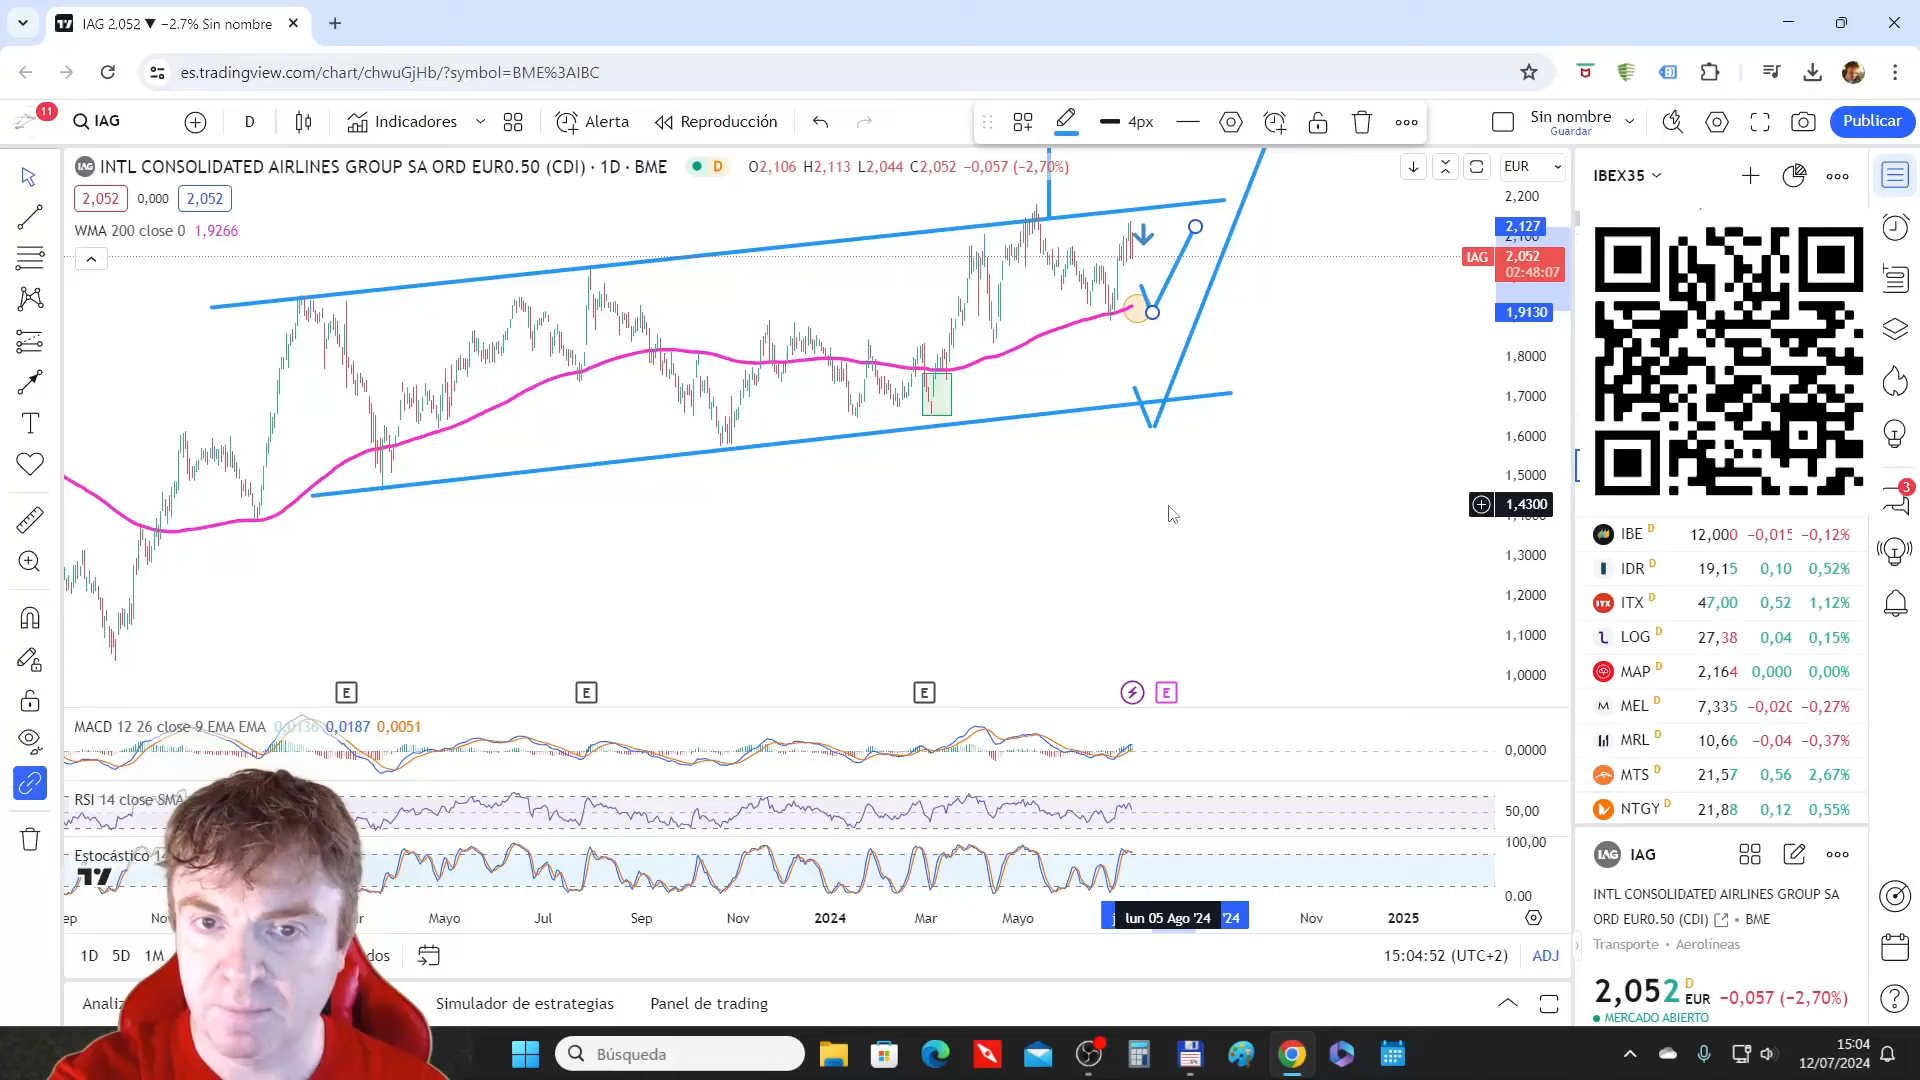 IAG 2,052 ▼ −2.7% Sin nombre
es.tradingview.com/chart/chwuGjHb/?symbol=BME%3AIBC
11
IAG
D
Indicadores
Alerta
Reproducción
4px
Sin nombre
Guardar
Publicar
INTL CONSOLIDATED AIRLINES GROUP SA ORD EUR0.50 (CDI) · 1D · BME
D
O2,106 H2,113 L2,044 C2,052 −0,057 (−2,70%)
EUR
2,052 0,000 2,052
WMA 200 close 0 1,9266
2,200
2,127
IAG 2,052
02:48:07
1,9130
1,8000
1,7000
1,6000
1,5000
1,4300
1,3000
1,2000
1,1000
1,0000
E E E E
MACD 12 26 close 9 EMA EMA 0,0136 0,0187 0,0051
0,0000
RSI 14 close SMA
50,00
Estocástico 14
100,00
0.00
Mayo Jul Sep Nov 2024 Mar Mayo lun 05 Ago '24 '24 Nov 2025
1D 5D 1M
15:04:52 (UTC+2) ADJ
Simulador de estrategias Panel de trading
IBEX35
IBE D 12,000 −0,015 −0,12%
IDR D 19,15 0,10 0,52%
ITX D 47,00 0,52 1,12%
LOG D 27,38 0,04 0,15%
MAP D 2,164 0,000 0,00%
MEL D 7,335 −0,020 −0,27%
MRL D 10,66 −0,04 −0,37%
MTS D 21,57 0,56 2,67%
NTGY D 21,88 0,12 0,55%
3
IAG IAG
INTL CONSOLIDATED AIRLINES GROUP SA
ORD EUR0.50 (CDI) • BME
Transporte • Aerolíneas
2,052 D EUR −0,057 (−2,70%)
MERCADO ABIERTO
Búsqueda
15:04
12/07/2024